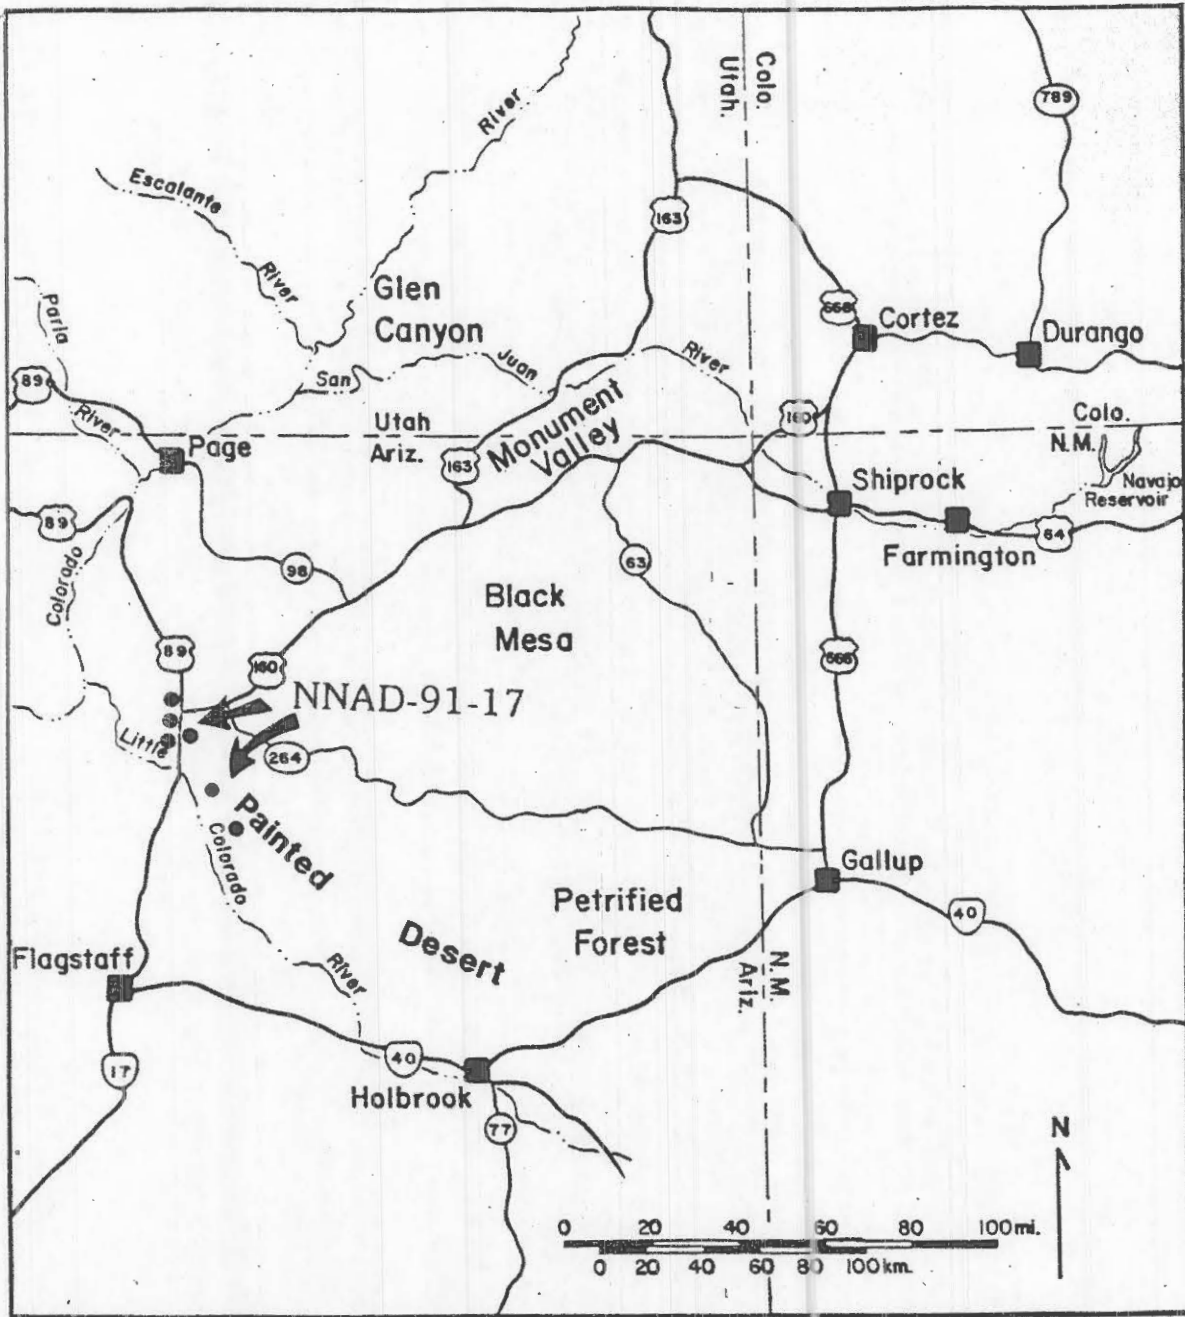 Colo.
Utah.
789
River
Escalante
River
163
Glen
Canyon
Paria
River
668
Cortez
Durango
89
San
Juan
River
Utah
Ariz.
Monument
Valley
160
Colo.
N.M.
Page
163
Shiprock
Navajo
Reservoir
89
64
Farmington
Colorado
98
63
Black
Mesa
89
160
666
NNAD-91-17
Little
264
Painted
Desert
Colorado
River
Gallup
Petrified
Forest
40
Flagstaff
N.M.
Ariz.
17
40
Holbrook
77
N
0 20 40 60 80 100 mi.
0 20 40 60 80 100 km.